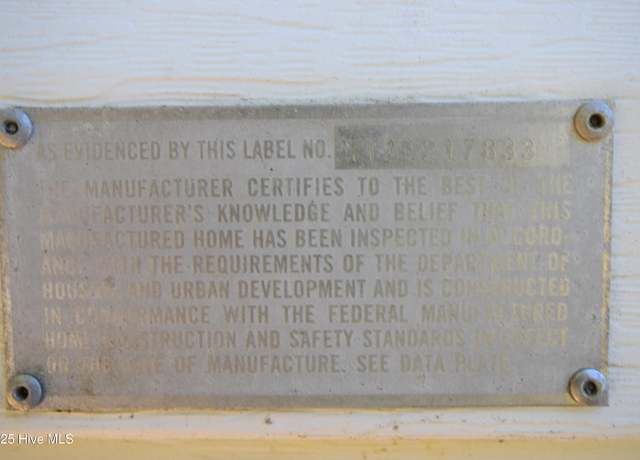 AS EVIDENCED BY THIS LABEL NO.
THE MANUFACTURER CERTIFIES TO THE BEST OF THE
MANUFACTURER'S KNOWLEDGE AND BELIEF THAT THIS
MANUFACTURED HOME HAS BEEN INSPECTED IN ACCORD-
ANCE WITH THE REQUIREMENTS OF THE DEPARTMENT OF
HOUSING AND URBAN DEVELOPMENT AND IS CONSTRUCTED
IN CONFORMANCE WITH THE FEDERAL MANUFACTURED
HOME CONSTRUCTION AND SAFETY STANDARDS IN EFFECT
ON THE DATE OF MANUFACTURE. SEE DATA PLATE.
25 Hive MLS